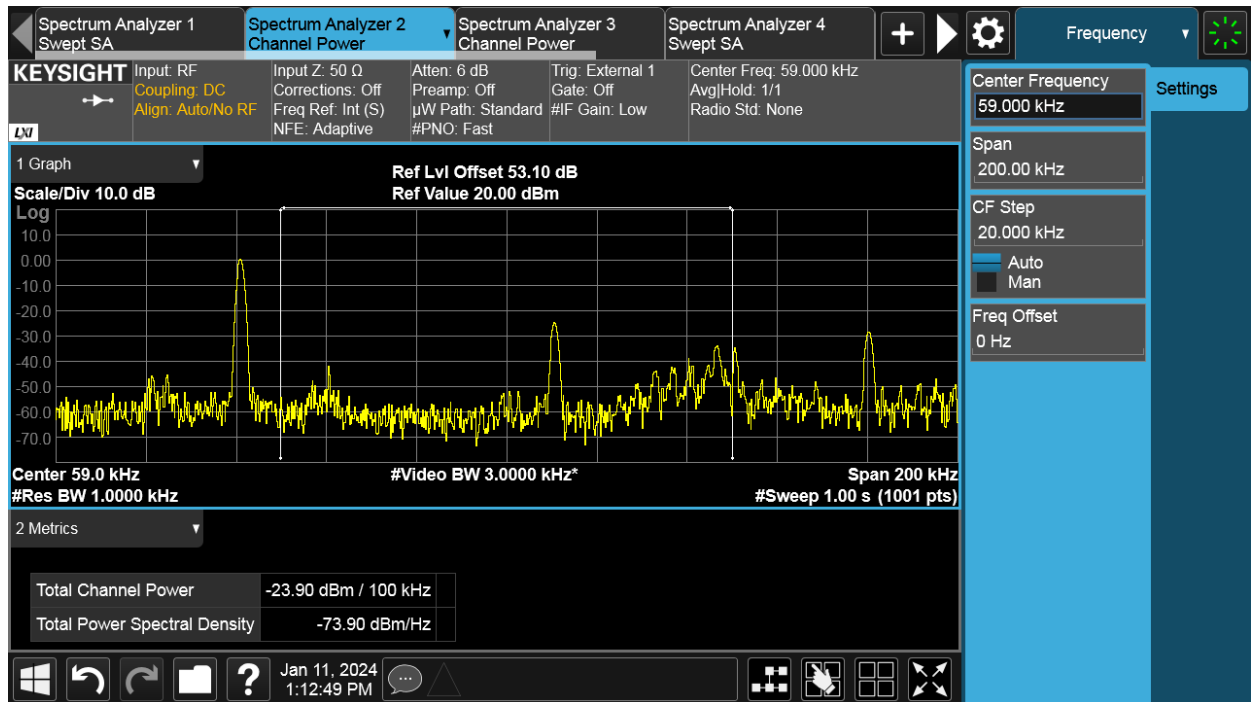 Spectrum Analyzer 1
Swept SA
Spectrum Analyzer 2
Channel Power
Spectrum Analyzer 3
Channel Power
Spectrum Analyzer 4
Swept SA
Frequency
KEYSIGHT
LXI
Input: RF
Coupling: DC
Align: Auto/No RF
Input Z: 50 Ω
Corrections: Off
Freq Ref: Int (S)
NFE: Adaptive
Atten: 6 dB
Preamp: Off
µW Path: Standard
#PNO: Fast
Trig: External 1
Gate: Off
#IF Gain: Low
Center Freq: 59.000 kHz
Avg|Hold: 1/1
Radio Std: None
Center Frequency
59.000 kHz
Settings
Span
200.00 kHz
CF Step
20.000 kHz
Auto
Man
Freq Offset
0 Hz
1 Graph
Scale/Div 10.0 dB
Ref Lvl Offset 53.10 dB
Ref Value 20.00 dBm
Log
10.0
0.00
-10.0
-20.0
-30.0
-40.0
-50.0
-60.0
-70.0
Center 59.0 kHz
#Video BW 3.0000 kHz*
Span 200 kHz
#Res BW 1.0000 kHz
#Sweep 1.00 s (1001 pts)
2 Metrics
Total Channel Power -23.90 dBm / 100 kHz
Total Power Spectral Density -73.90 dBm/Hz
?
Jan 11, 2024
1:12:49 PM